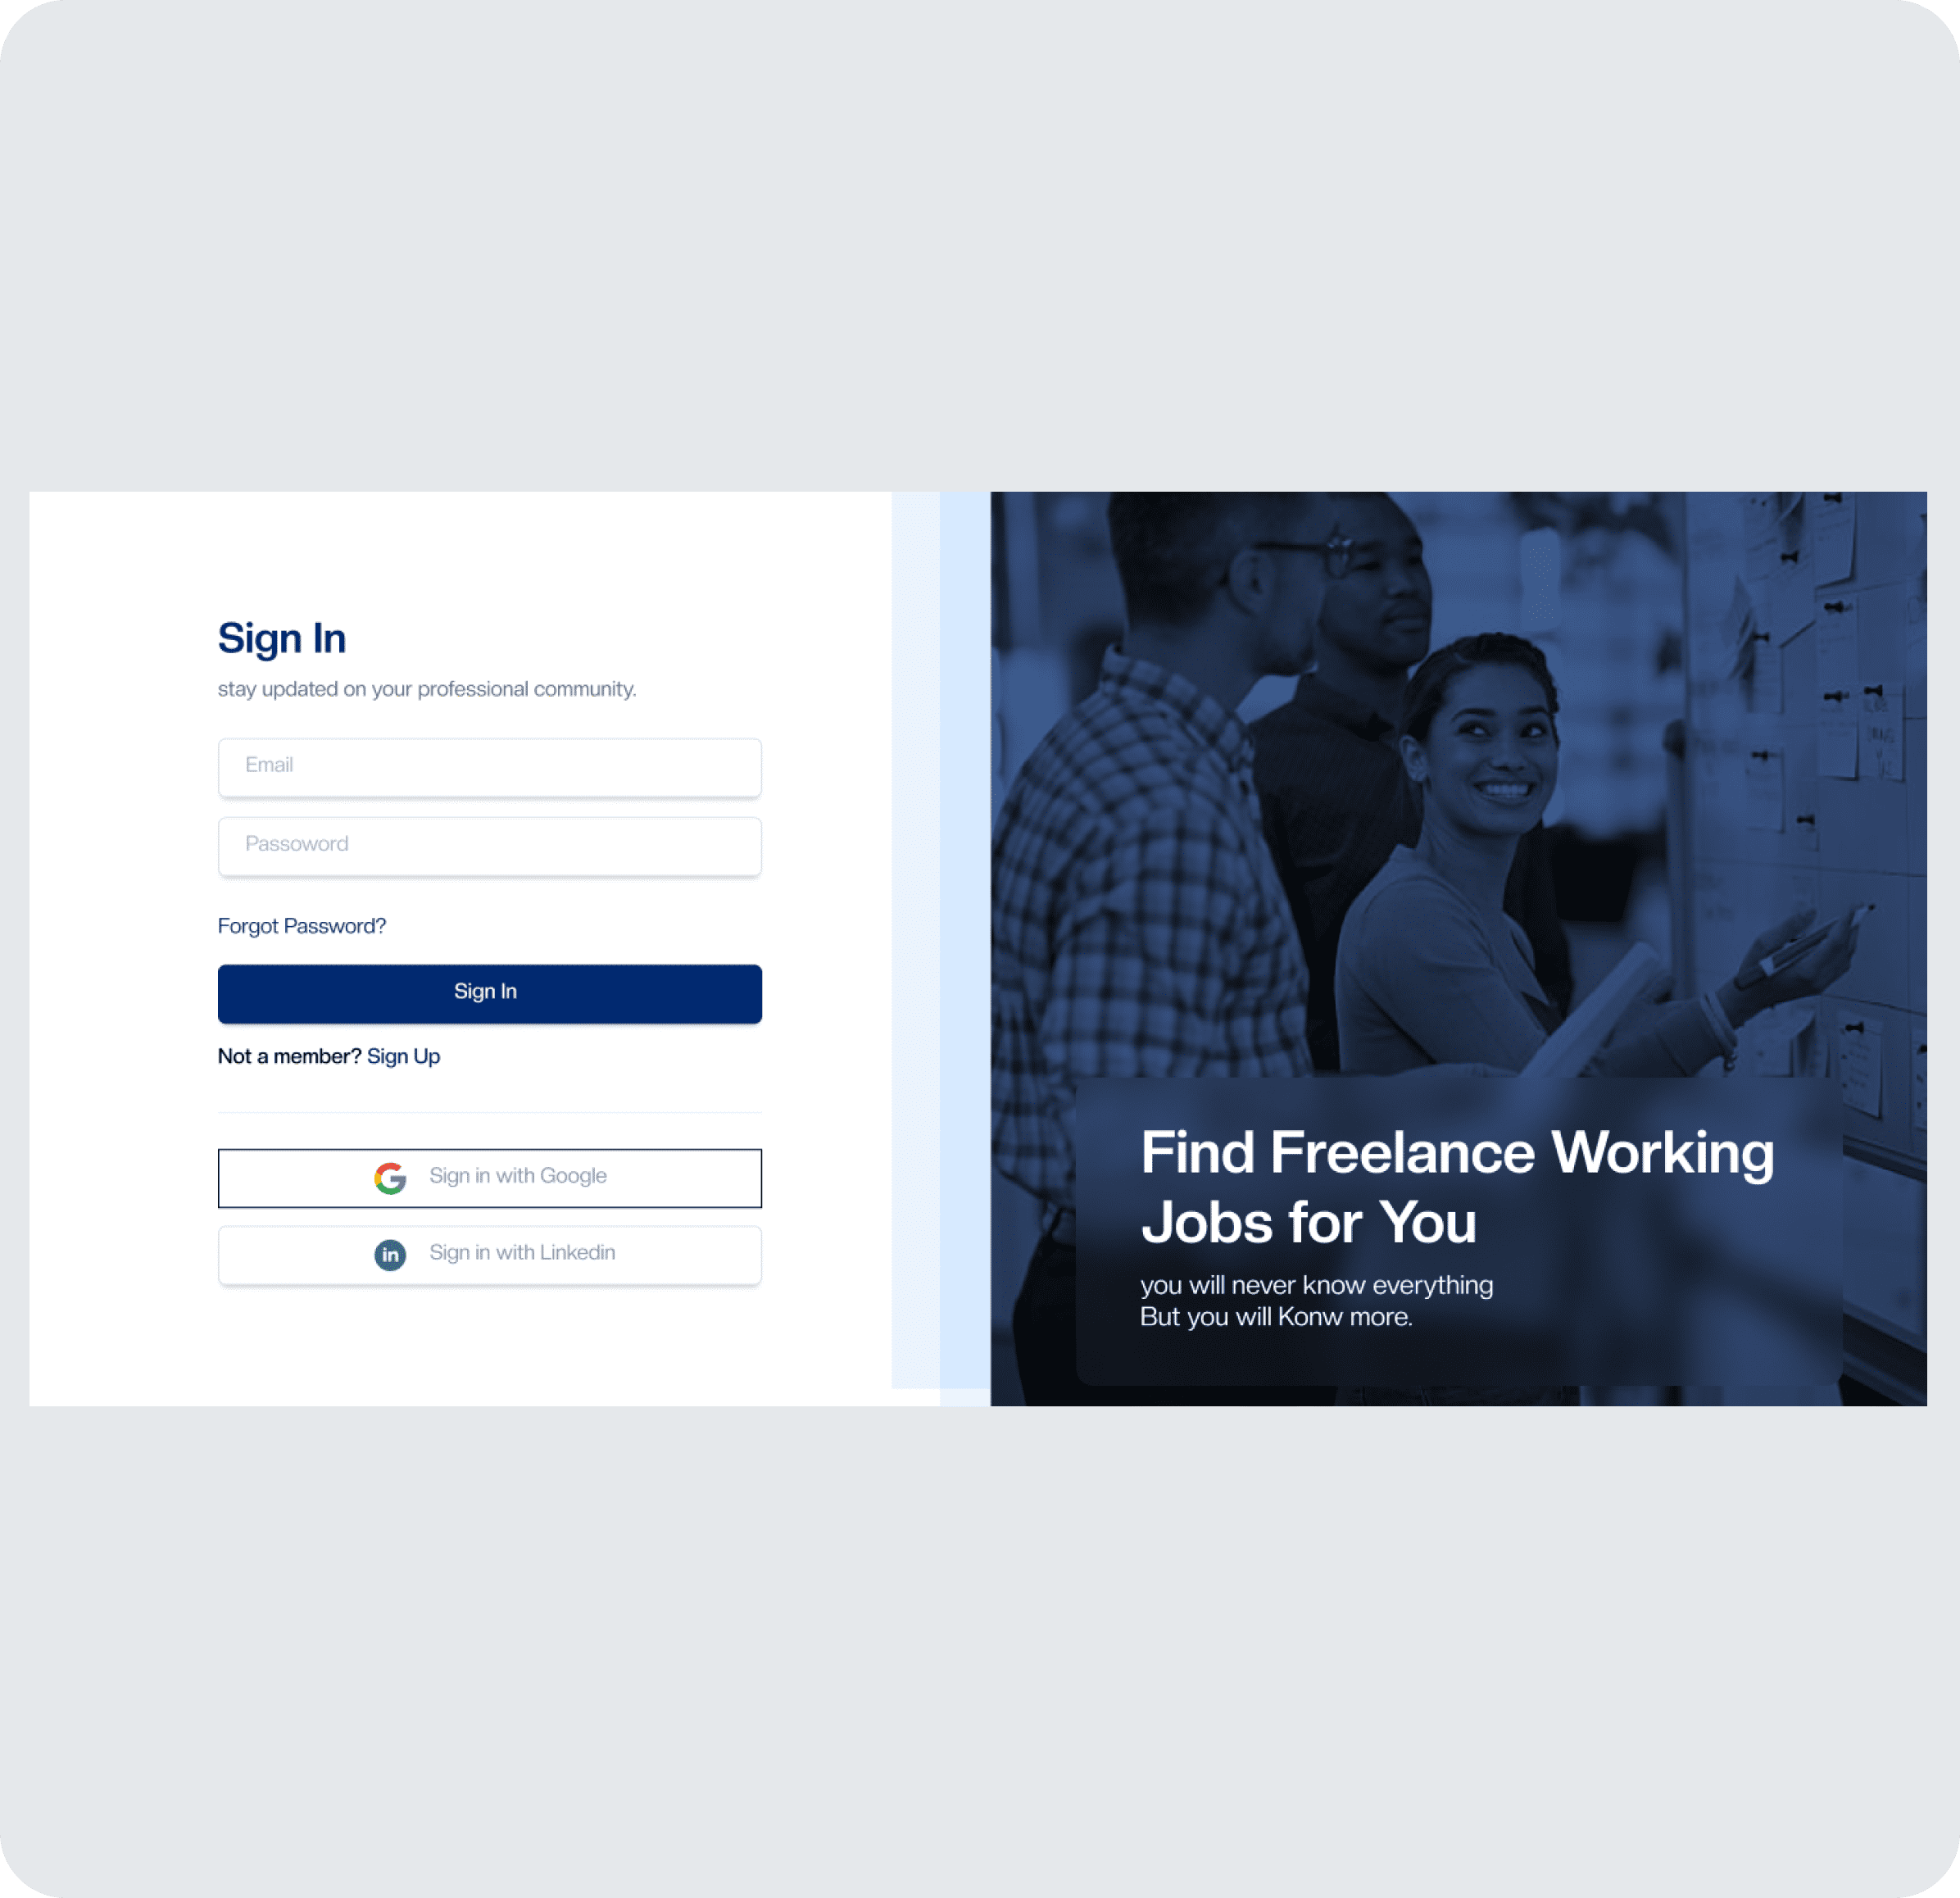 Sign In
stay updated on your professional community.
Email
Passoword
Forgot Password?
Sign In
Not a member? Sign Up
Sign in with Google
in
Sign in with Linkedin
Find Freelance Working
Jobs for You
you will never know everything
But you will Konw more.